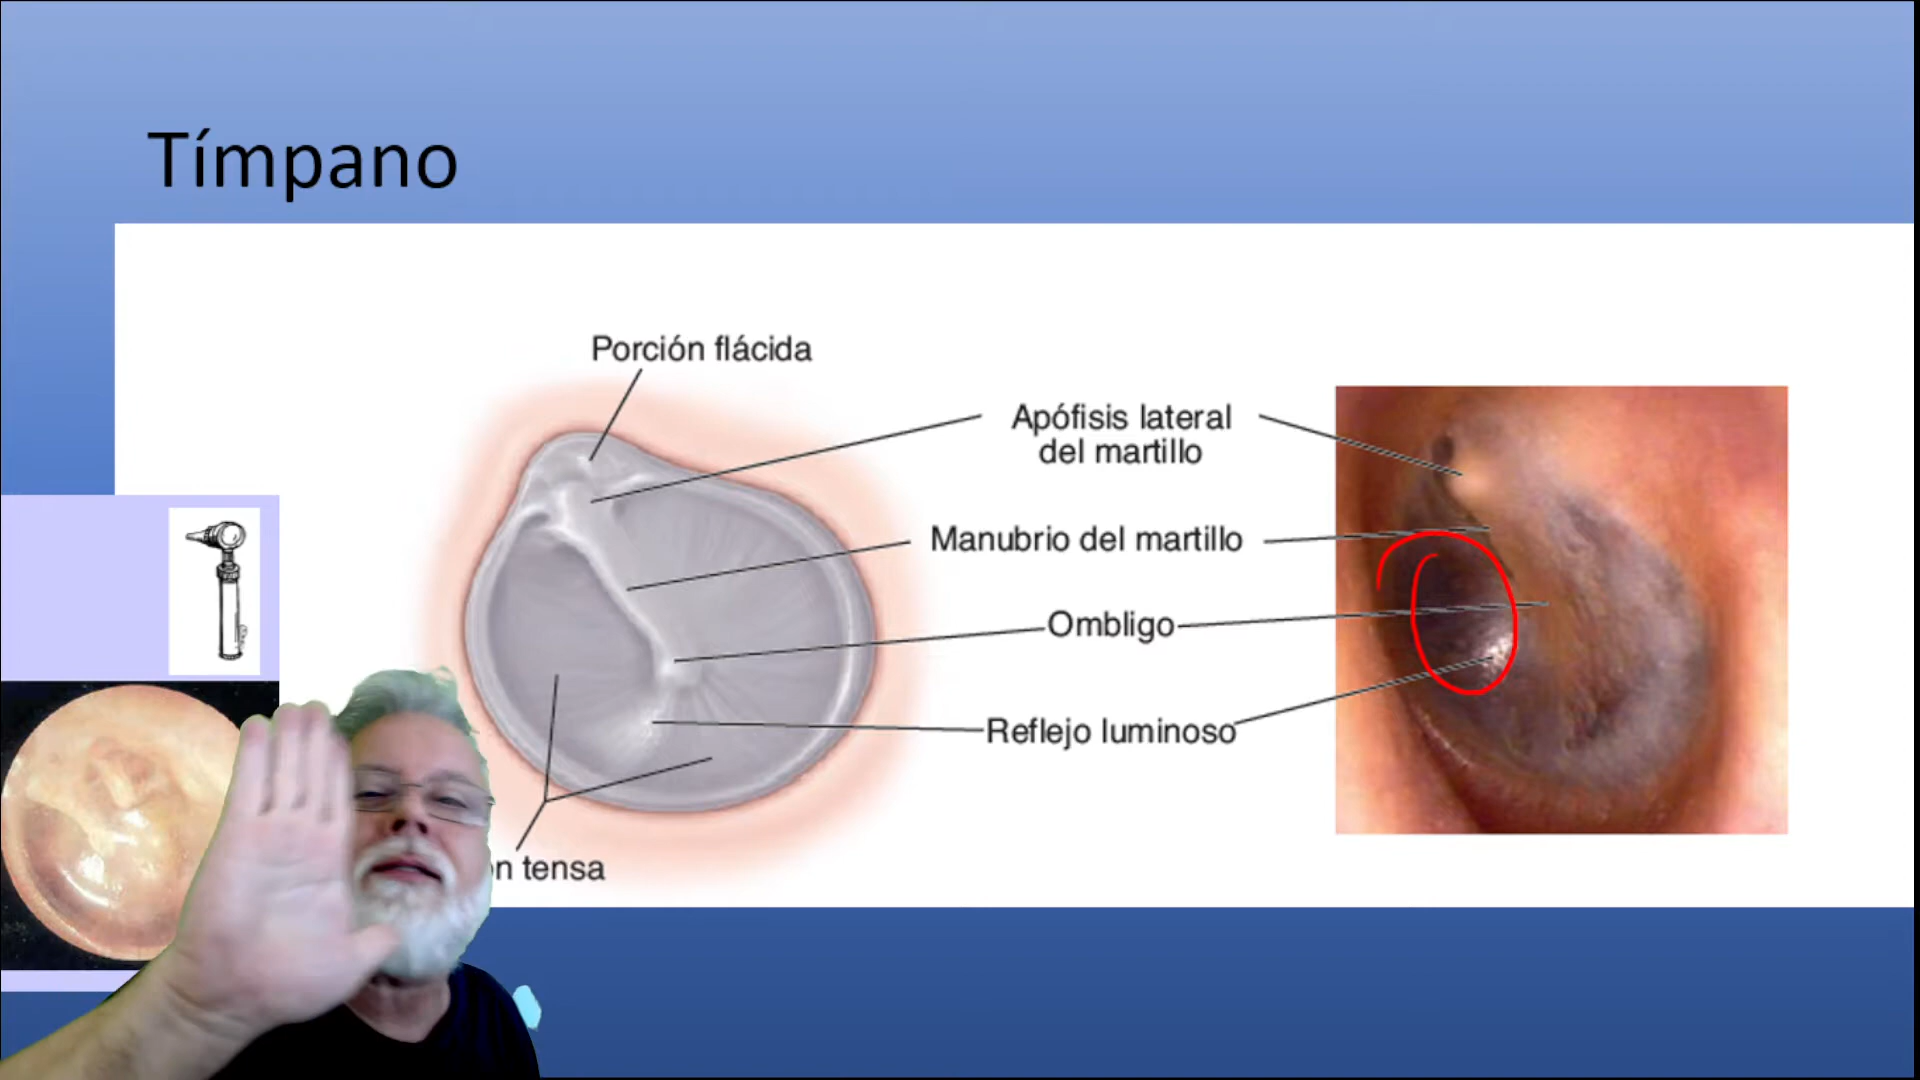 Tímpano
Porción flácida
Apófisis lateral
del martillo
Manubrio del martillo
Ombligo
Reflejo luminoso
tensa